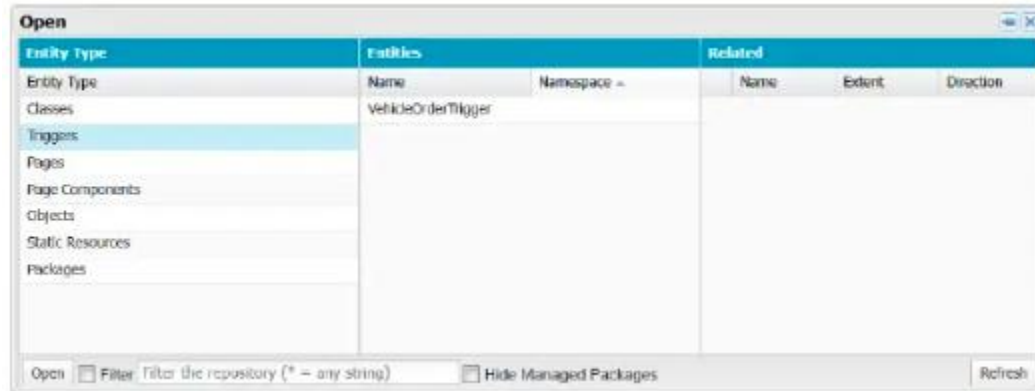 Open
Entity Type Entities Related
Entity Type Name Namespace Name Extent Direction
Classes VehicleOrderTrigger
Triggers
Pages
Page Components
Objects
Static Resources
Packages
Open Filter Filter the repository (* = any string) Hide Managed Packages Refresh